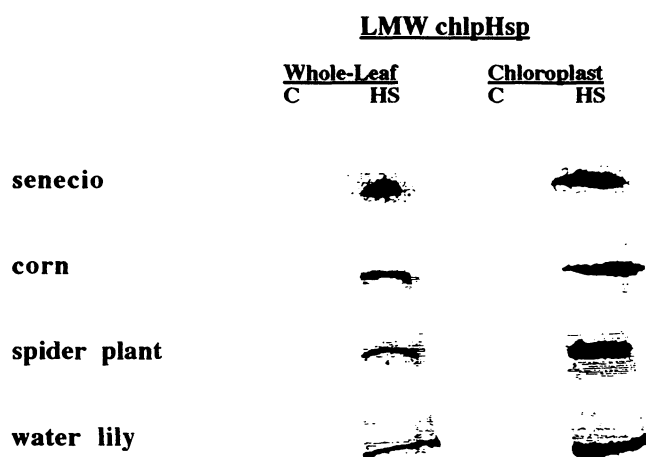 LMW chlpHsp
Whole-Leaf Chloroplast
C HS C HS
senecio
corn
spider plant
water lily